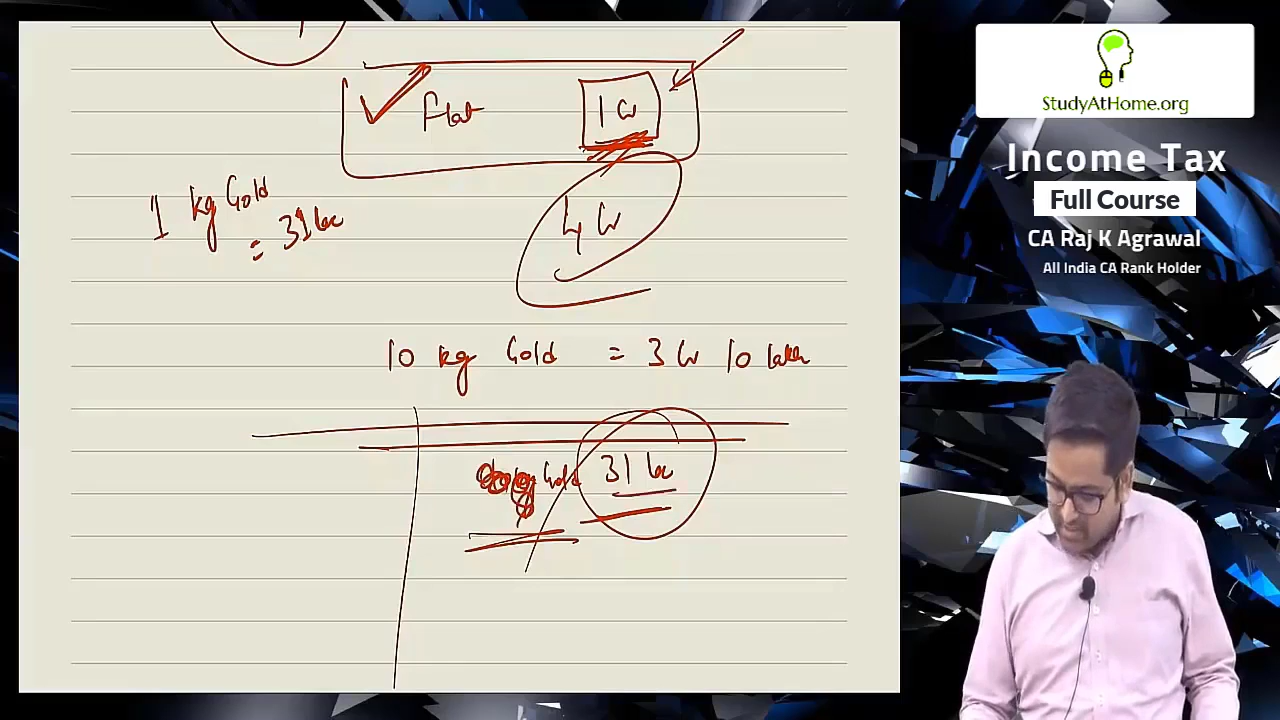 Flat 1 cr
1 kg Gold
= 31 lac
4 cr
10 kg Gold = 3 cr 10 lakh
Gold 31 lac
StudyAtHome.org
Income Tax
Full Course
CA Raj K Agrawal
All India CA Rank Holder